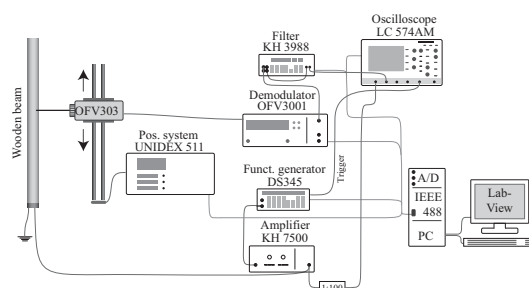 Oscilloscope
LC 574AM
Filter
KH 3988
Wooden beam
OFV303
Demodulator
OFV3001
Pos. system
UNIDEX 511
Funct. generator
DS345
Trigger
A/D
IEEE
488
PC
Lab-
View
Amplifier
KH 7500
1:100